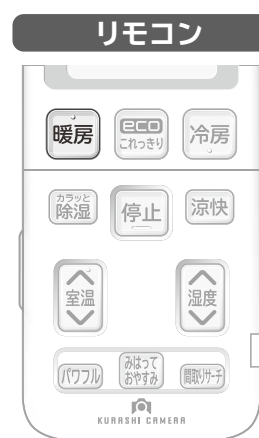 リモコン
暖房
eco
これっきり
冷房
カラッと
除湿
停止
涼快
室温
湿度
パワフル
みはって
おやすみ
間取りサーチ
KURASHI CAMERA